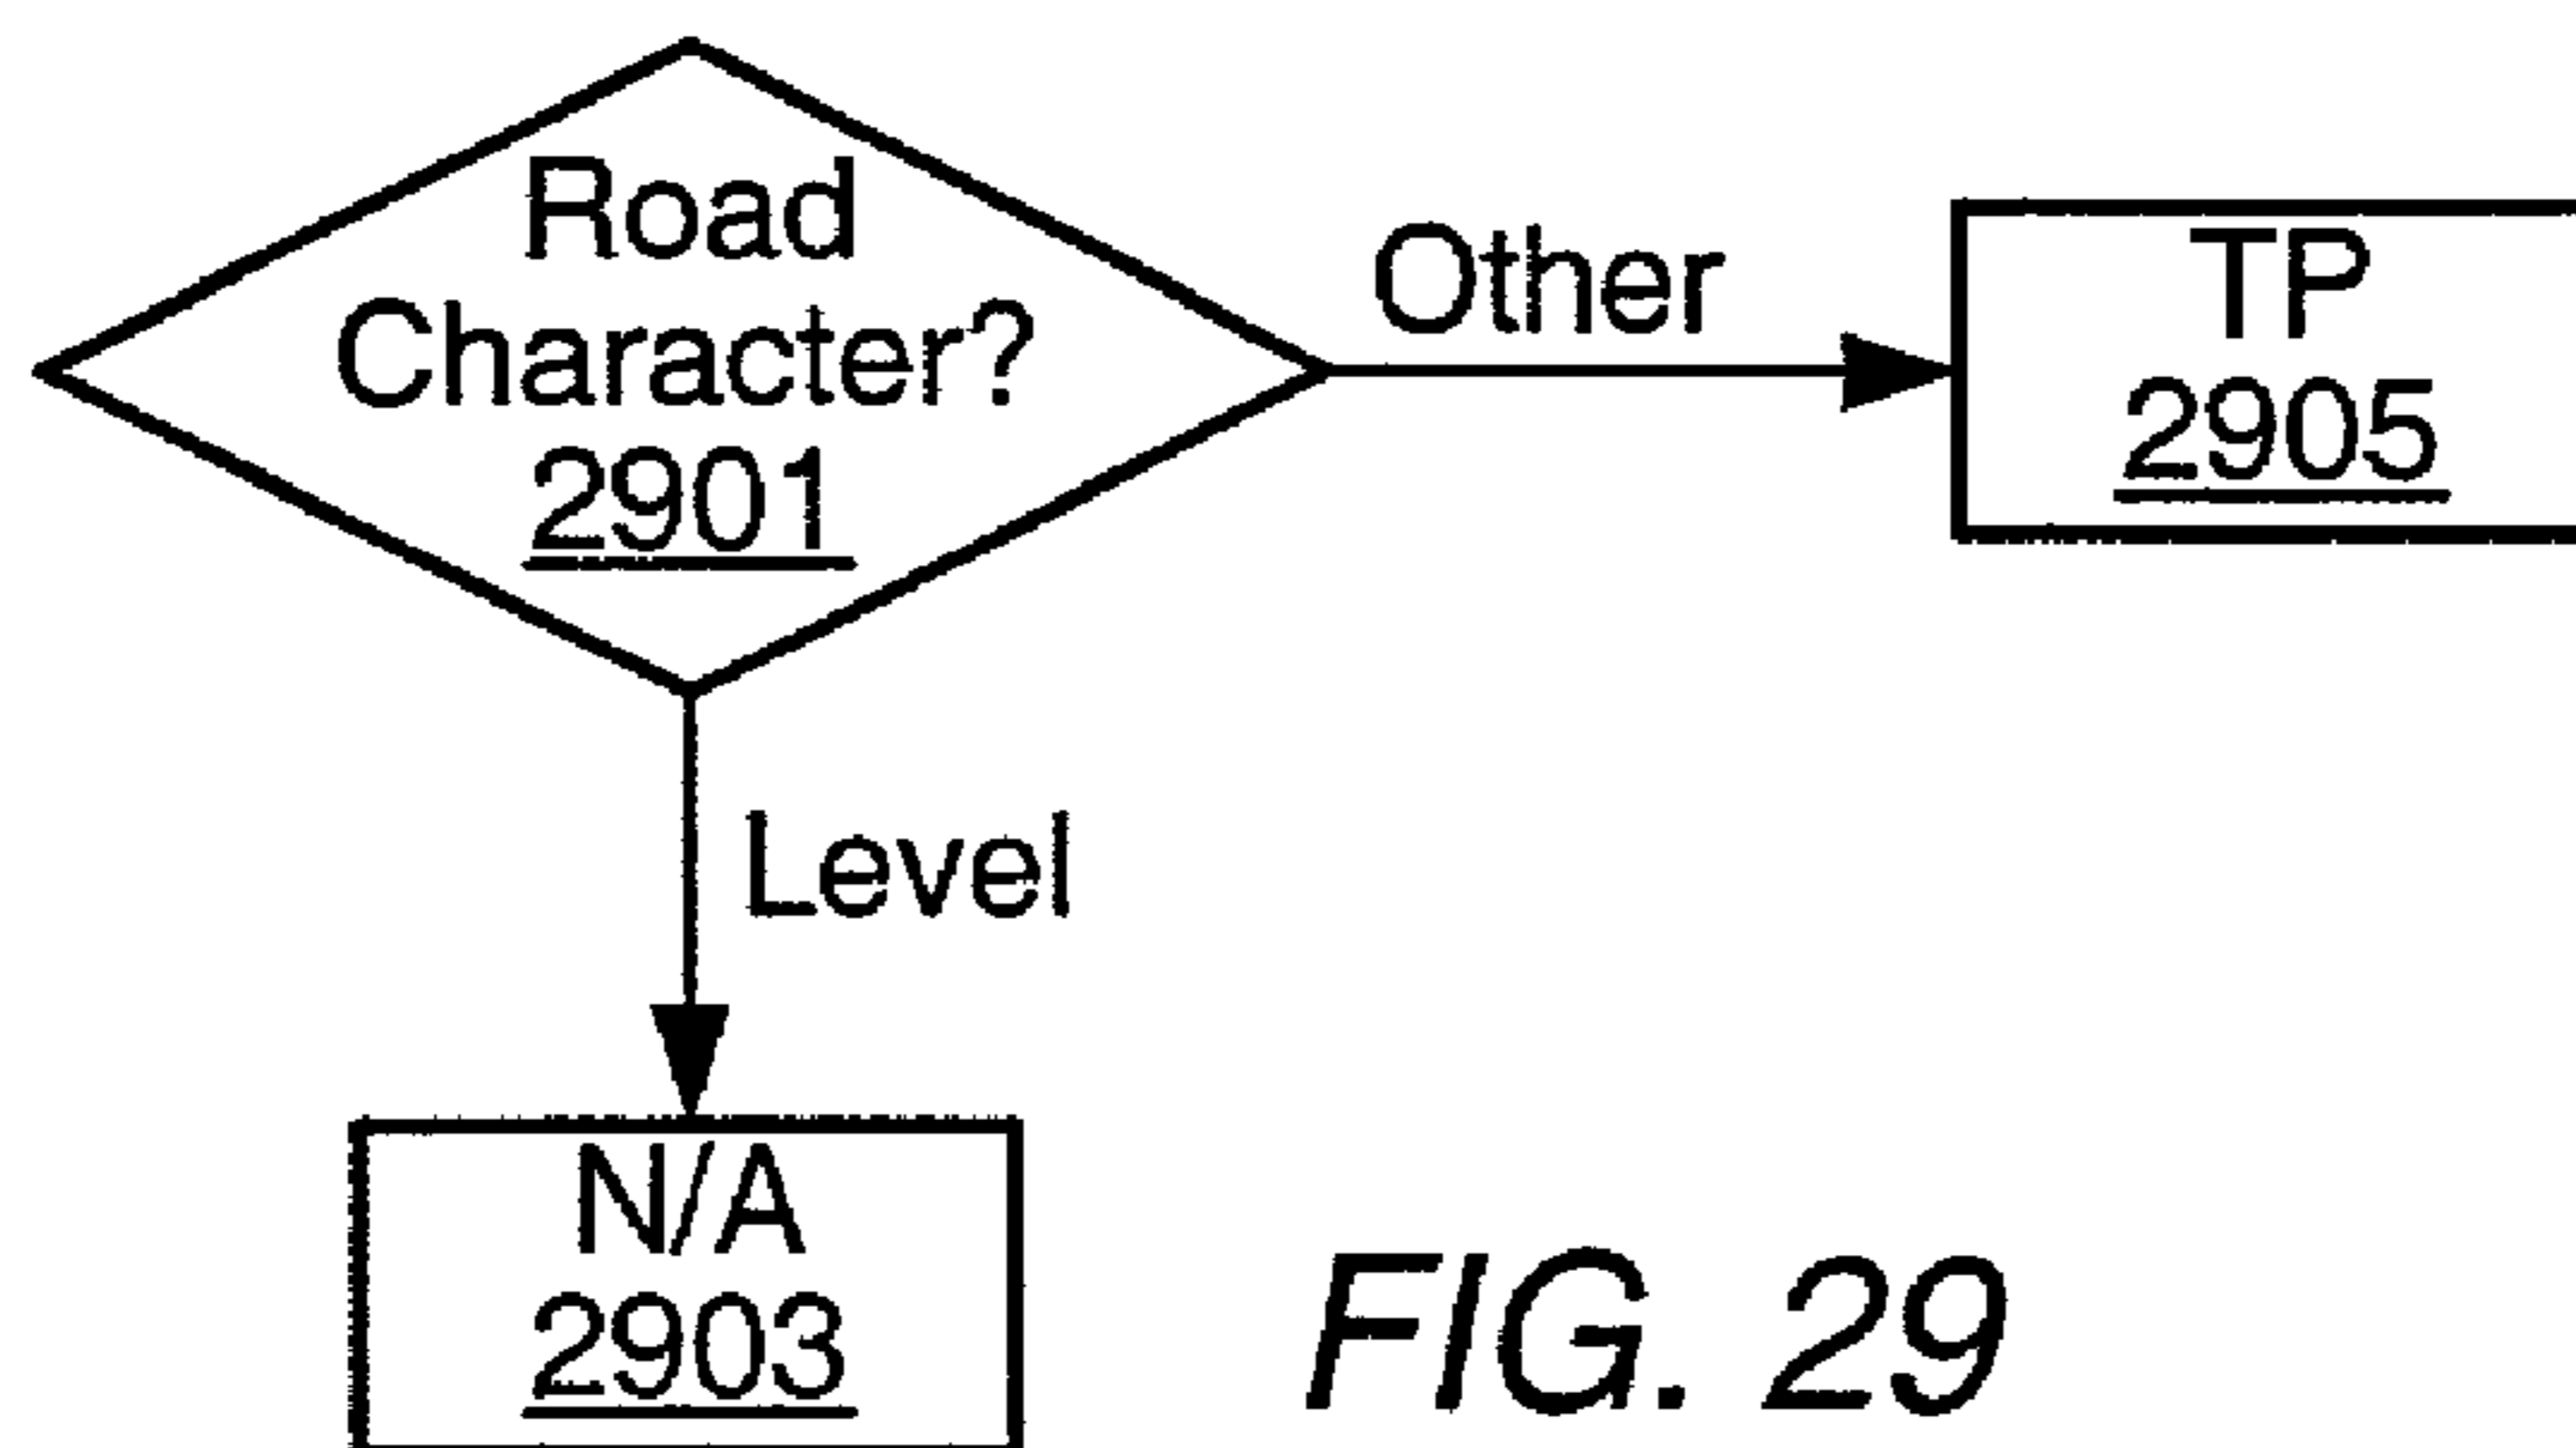 Road
Character?
2901
Other
TP
2905
Level
N/A
2903
FIG. 29